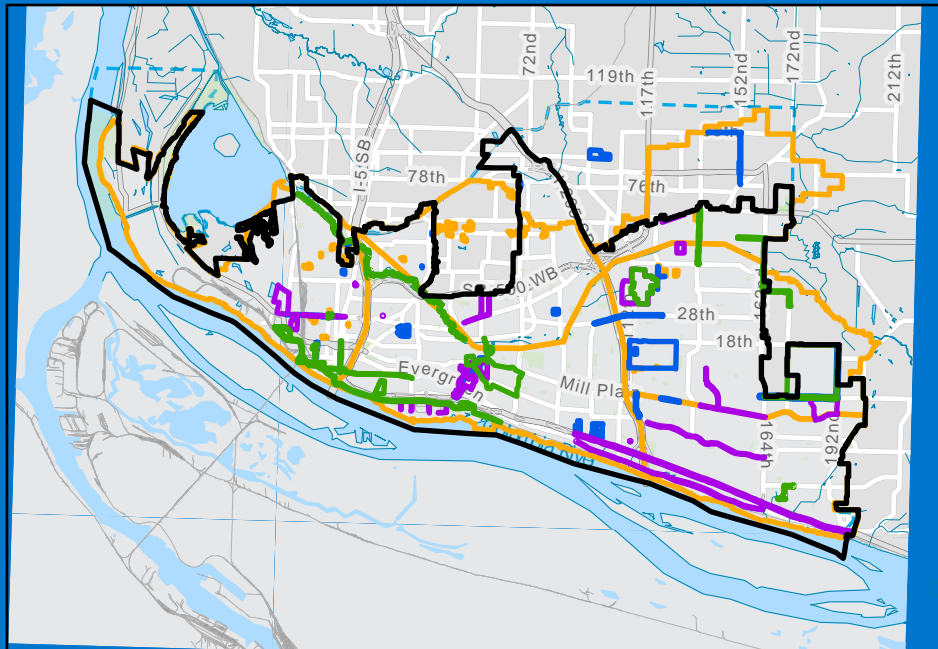 72nd
119th
117th
152nd
172nd
212th
I-5 SB
78th
76th
SR-500 WB
28th
18th
Evergreen
Mill Pla
164th
192nd